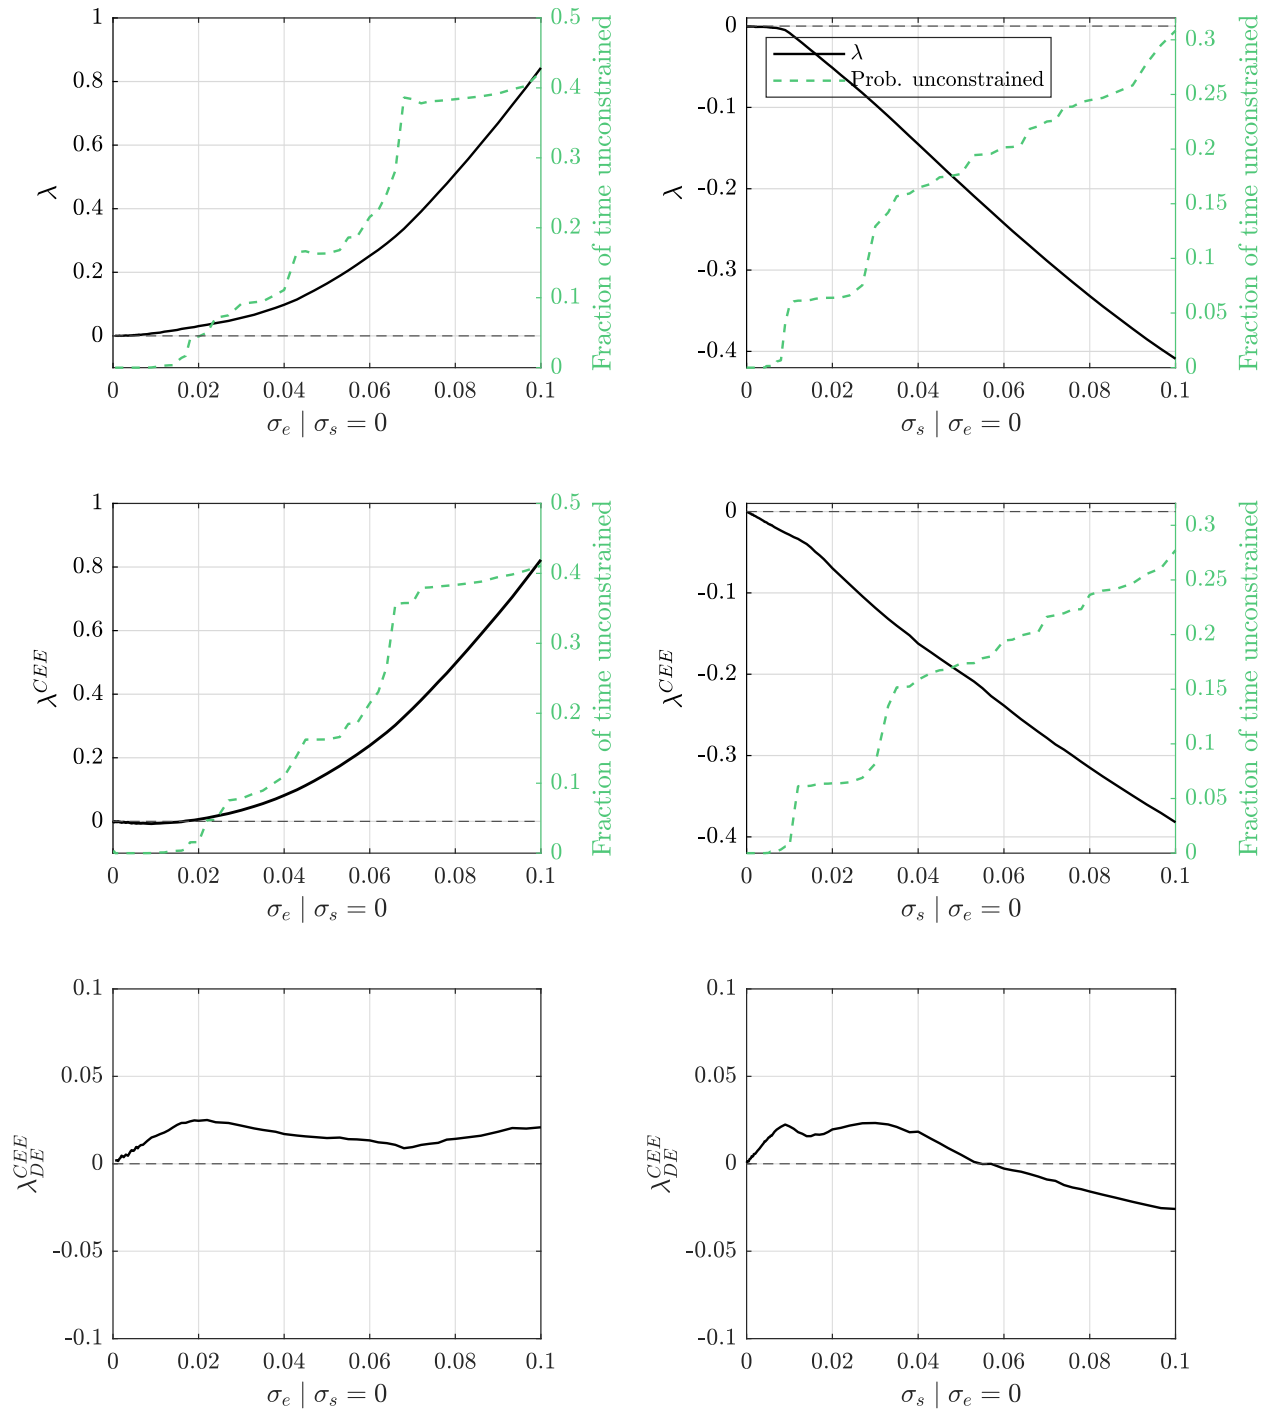 1
0.8
0.6
0.4
0.2
0
λ
0.5
0.4
0.3
0.2
0.1
0
Fraction of time unconstrained
0 0.02 0.04 0.06 0.08 0.1
σ_e | σ_s = 0
0
-0.1
-0.2
-0.3
-0.4
λ
λ
Prob. unconstrained
0.3
0.25
0.2
0.15
0.1
0.05
0
Fraction of time unconstrained
0 0.02 0.04 0.06 0.08 0.1
σ_s | σ_e = 0
1
0.8
0.6
0.4
0.2
0
λ^{CEE}
0.5
0.4
0.3
0.2
0.1
0
Fraction of time unconstrained
0 0.02 0.04 0.06 0.08 0.1
σ_e | σ_s = 0
0
-0.1
-0.2
-0.3
-0.4
λ^{CEE}
0.3
0.25
0.2
0.15
0.1
0.05
0
Fraction of time unconstrained
0 0.02 0.04 0.06 0.08 0.1
σ_s | σ_e = 0
0.1
0.05
0
-0.05
-0.1
λ_{DE}^{CEE}
0 0.02 0.04 0.06 0.08 0.1
σ_e | σ_s = 0
0.1
0.05
0
-0.05
-0.1
λ_{DE}^{CEE}
0 0.02 0.04 0.06 0.08 0.1
σ_s | σ_e = 0